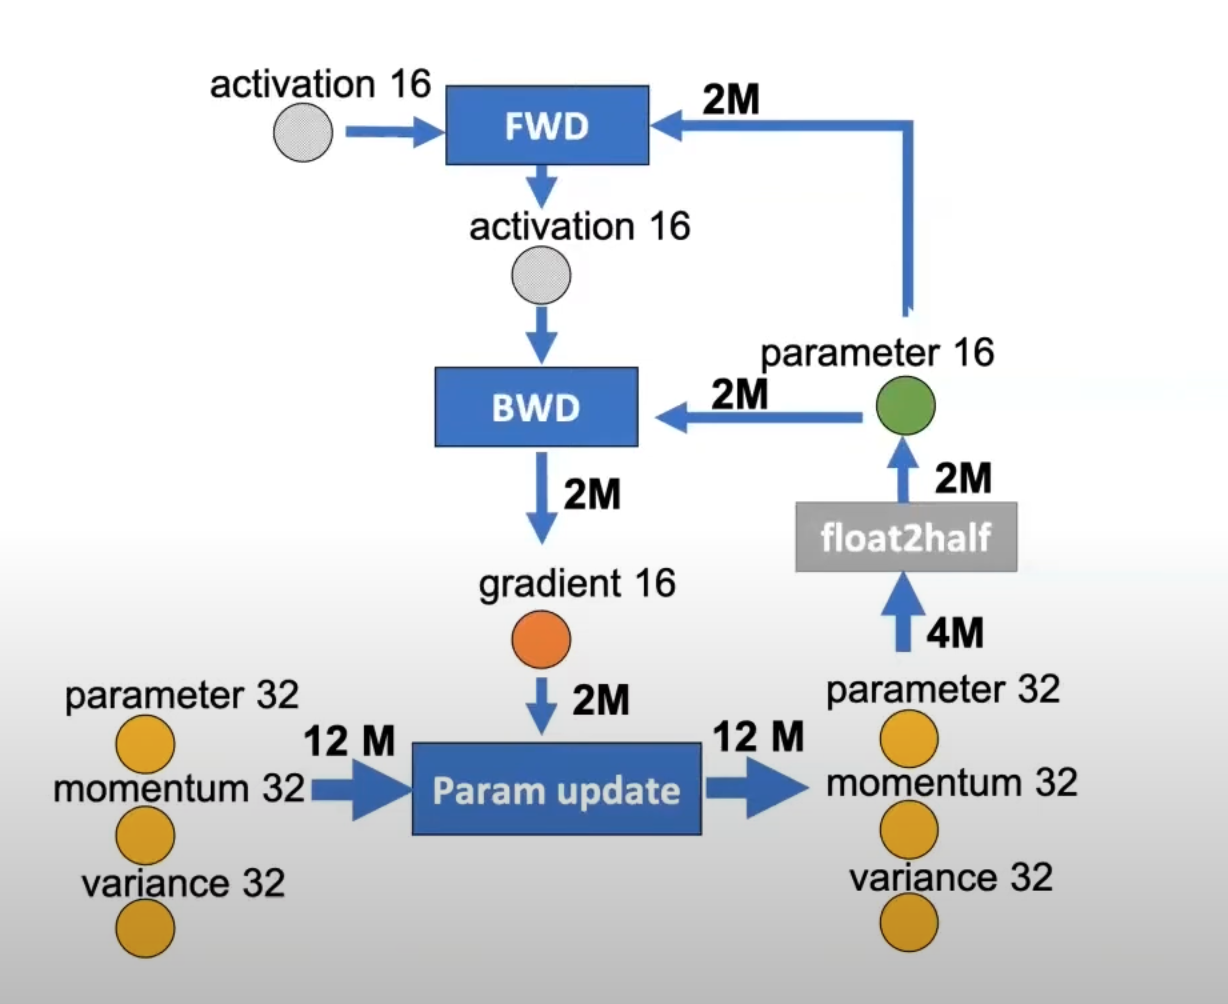 activation 16
FWD
2M
activation 16
parameter 16
BWD
2M
2M
2M
float2half
gradient 16
4M
parameter 32
2M
parameter 32
12 M
12 M
momentum 32
Param update
momentum 32
variance 32
variance 32